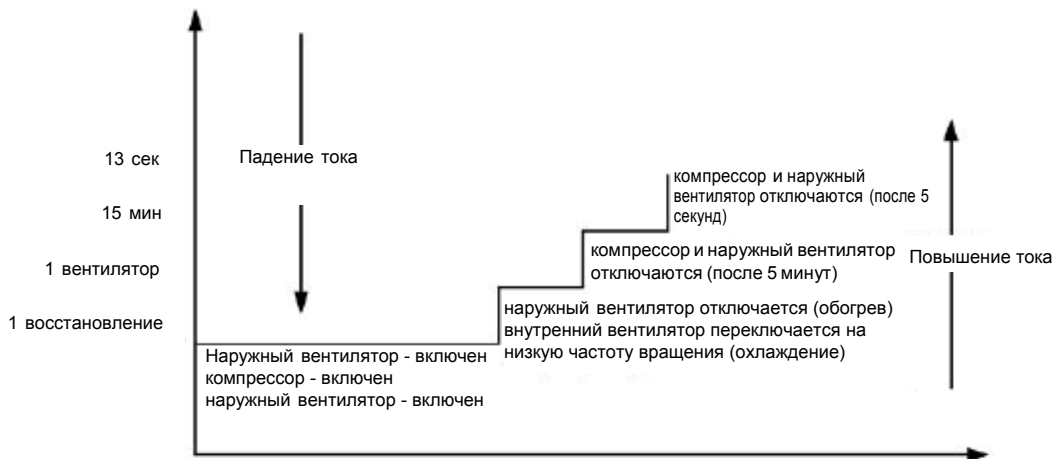 13 сек
15 мин
1 вентилятор
1 восстановление
Падение тока
компрессор и наружный
вентилятор отключаются (после 5
секунд)
компрессор и наружный вентилятор
отключаются (после 5 минут)
наружный вентилятор отключается (обогрев)
внутренний вентилятор переключается на
низкую частоту вращения (охлаждение)
Наружный вентилятор - включен
компрессор - включен
наружный вентилятор - включен
Повышение тока